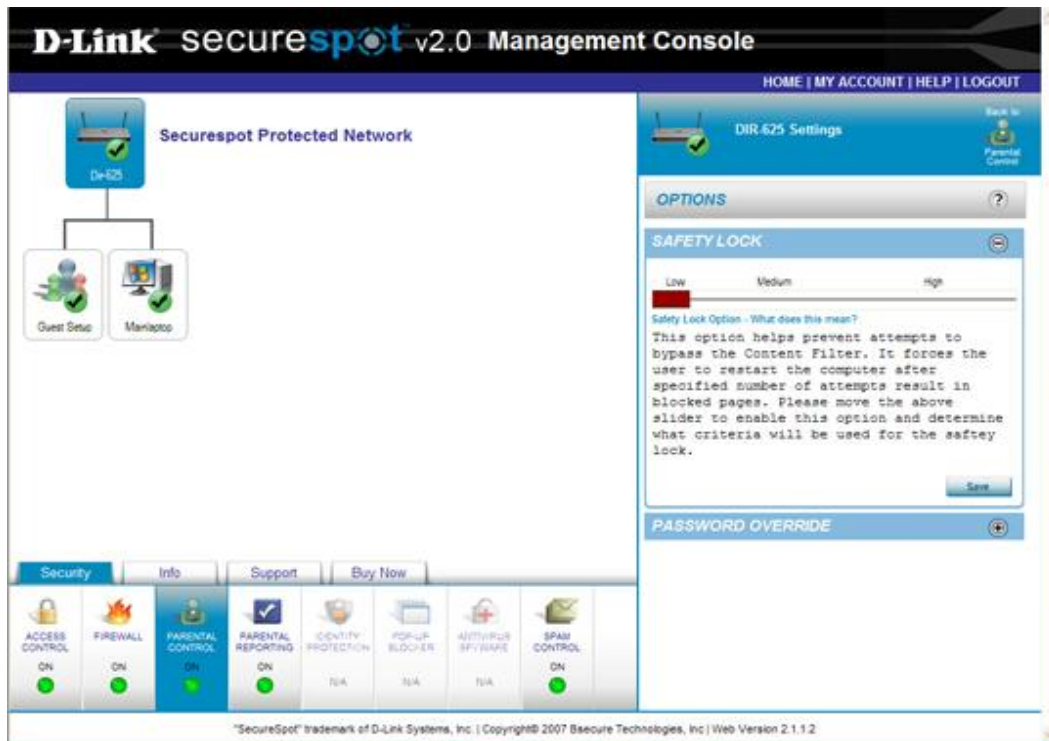 D-Link securespot v2.0 Management Console
HOME | MY ACCOUNT | HELP | LOGOUT
Dir-625
Securespot Protected Network
Guest Setup
Mainlaptop
DIR-625 Settings
Back to
Parental
Control
OPTIONS
?
SAFETY LOCK
Low Medium High
Safety Lock Option - What does this mean?
This option helps prevent attempts to
bypass the Content Filter. It forces the
user to restart the computer after
specified number of attempts result in
blocked pages. Please move the above
slider to enable this option and determine
what criteria will be used for the saftey
lock.
Save
PASSWORD OVERRIDE
Security Info Support Buy Now
ACCESS
CONTROL
ON
FIREWALL
ON
PARENTAL
CONTROL
ON
PARENTAL
REPORTING
ON
IDENTITY
PROTECTION
N/A
POP-UP
BLOCKER
N/A
ANTIVIRUS
SPYWARE
N/A
SPAM
CONTROL
ON
"SecureSpot" trademark of D-Link Systems, Inc. | Copyright© 2007 Bsecure Technologies, Inc | Web Version 2.1.1.2